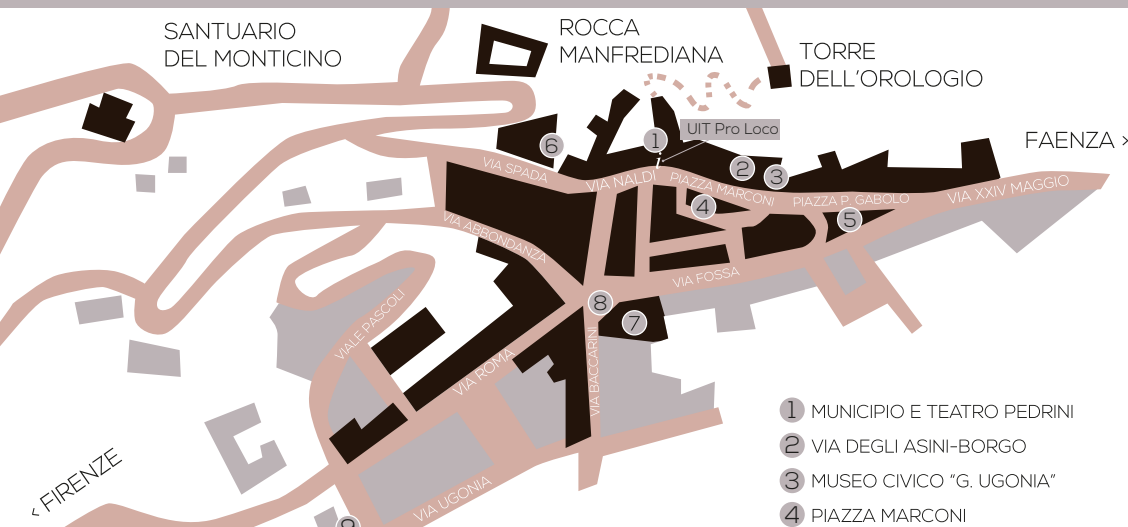 SANTUARIO
DEL MONTICINO
ROCCA
MANFREDIANA
TORRE
DELL'OROLOGIO
FAENZA >
UIT Pro Loco
1
2
3
4
5
6
7
8
9
VIA SPADA
VIA NALDI
PIAZZA MARCONI
PIAZZA P. GABOLO
VIA XXIV MAGGIO
VIA ABBONDANZA
VIA FOSSA
VIALE PASCOLI
VIA ROMA
VIA BACCARINI
VIA UGONIA
< FIRENZE
1 MUNICIPIO E TEATRO PEDRINI
2 VIA DEGLI ASINI-BORGO
3 MUSEO CIVICO "G. UGONIA"
4 PIAZZA MARCONI